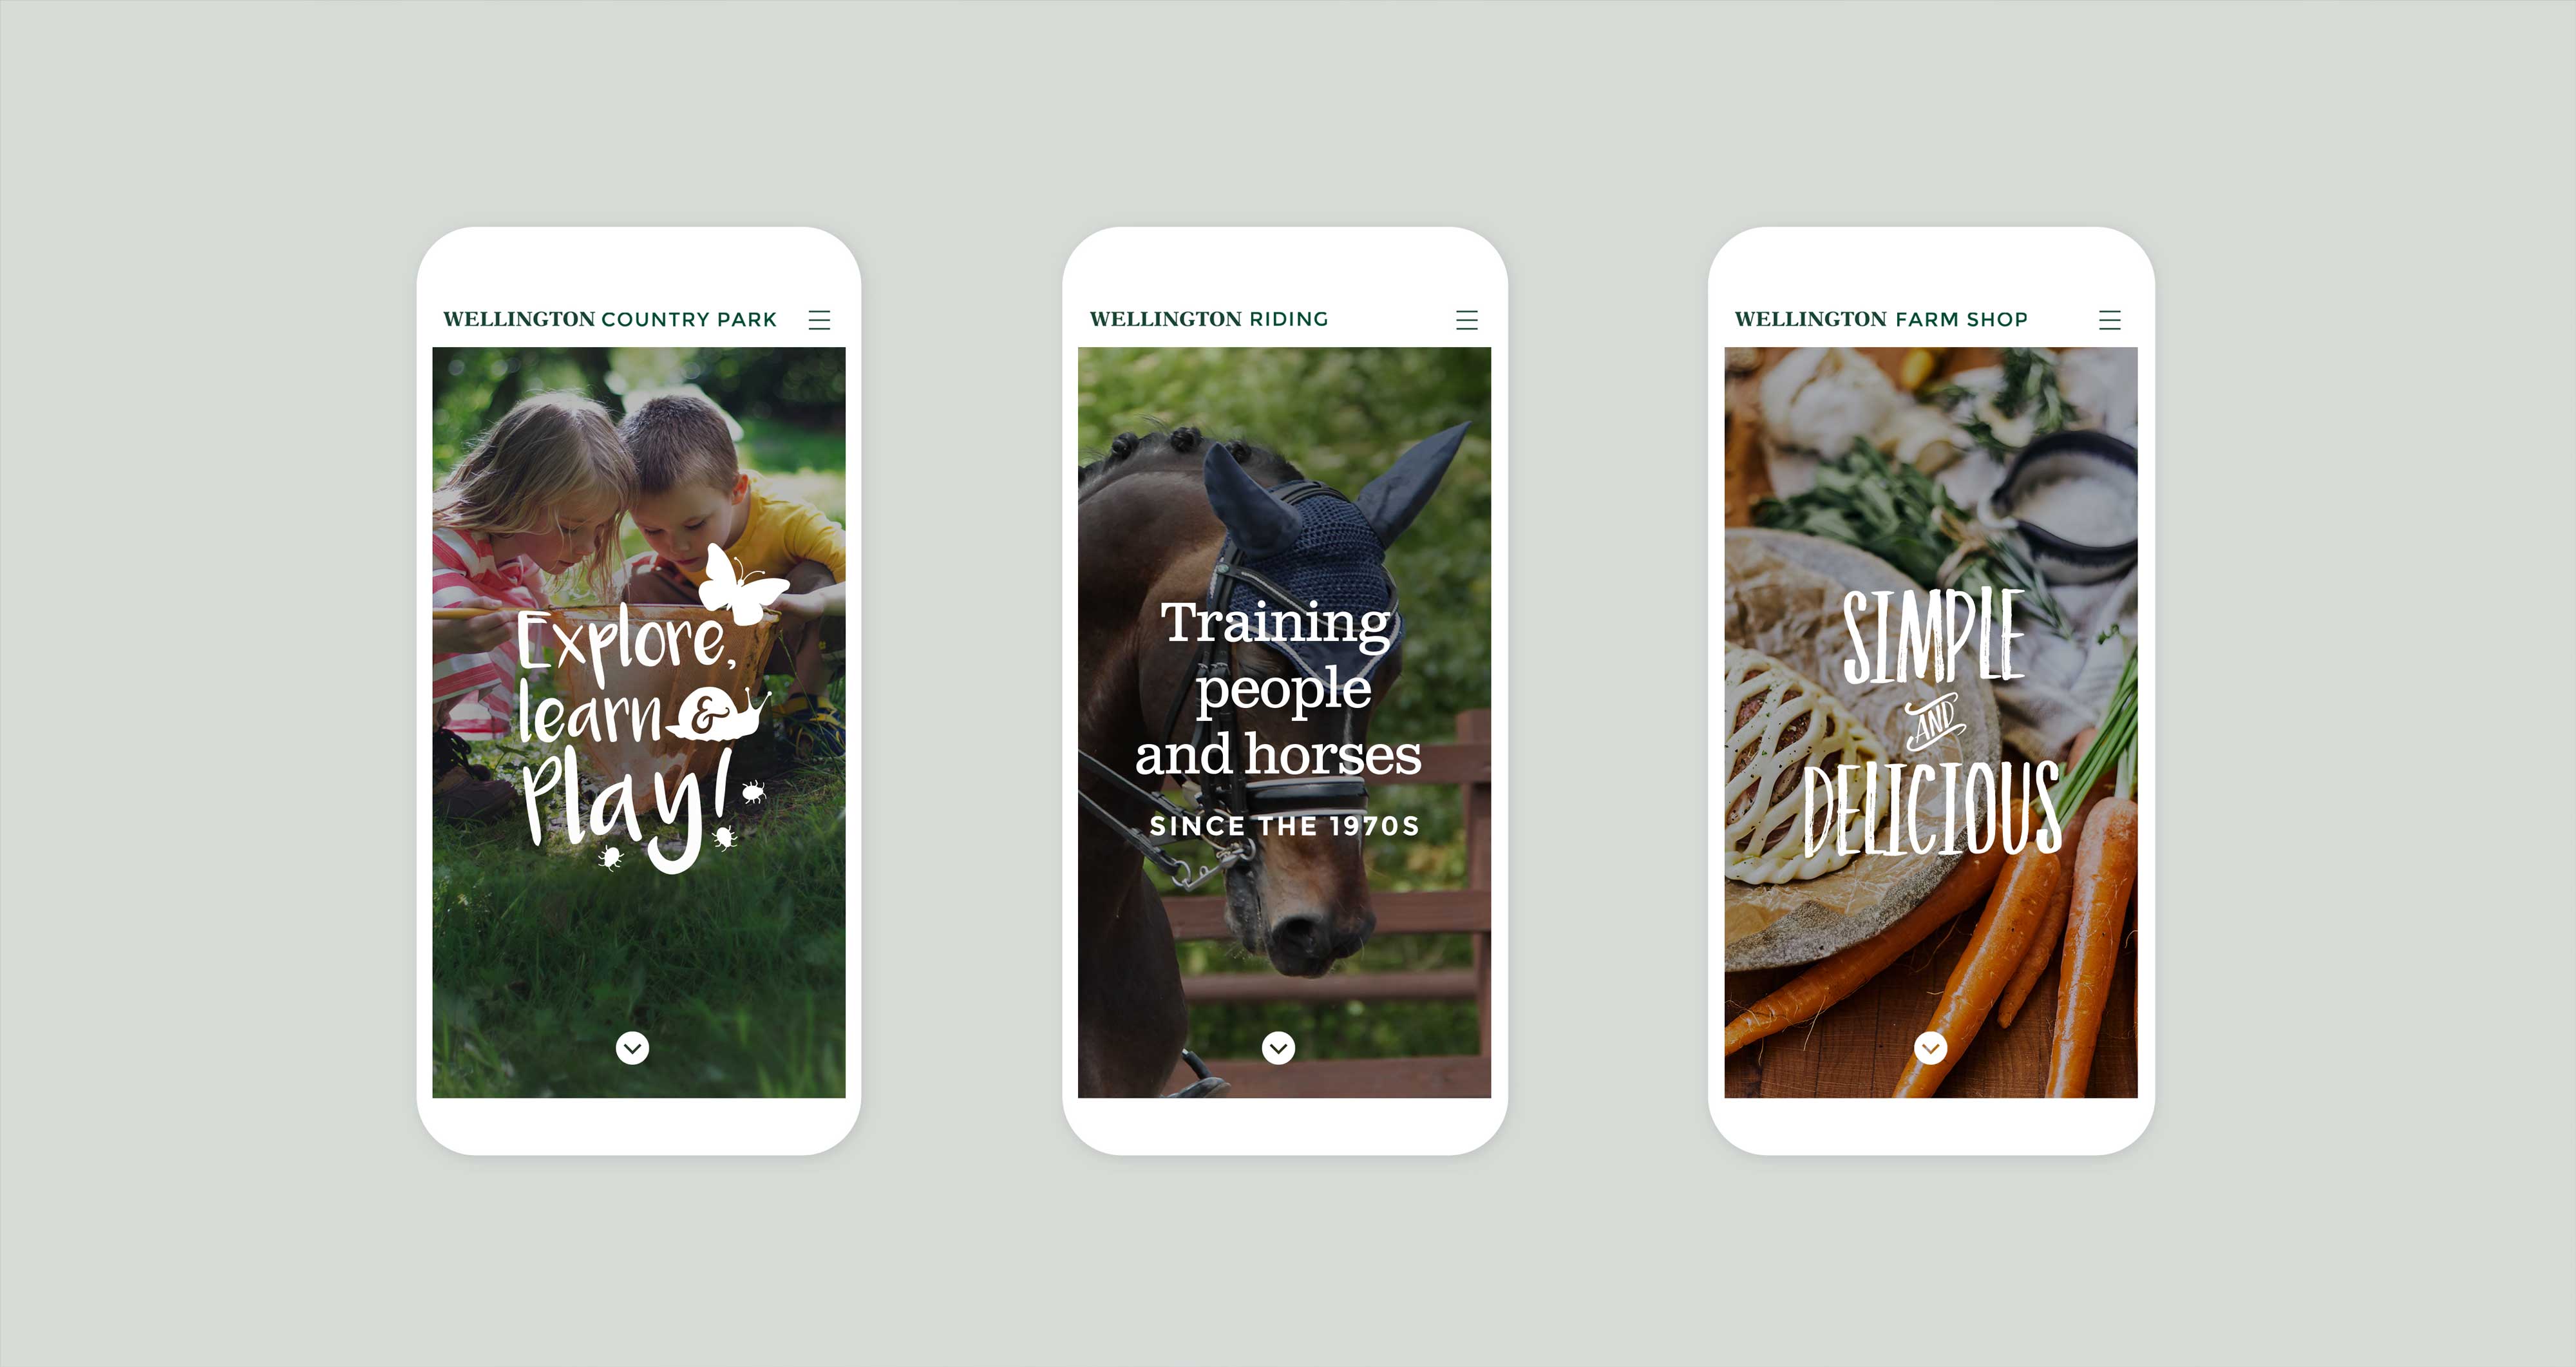 WELLINGTON COUNTRY PARK
Explore,
learn &
Play!
WELLINGTON RIDING
Training
people
and horses
SINCE THE 1970S
WELLINGTON FARM SHOP
SIMPLE
AND
DELICIOUS